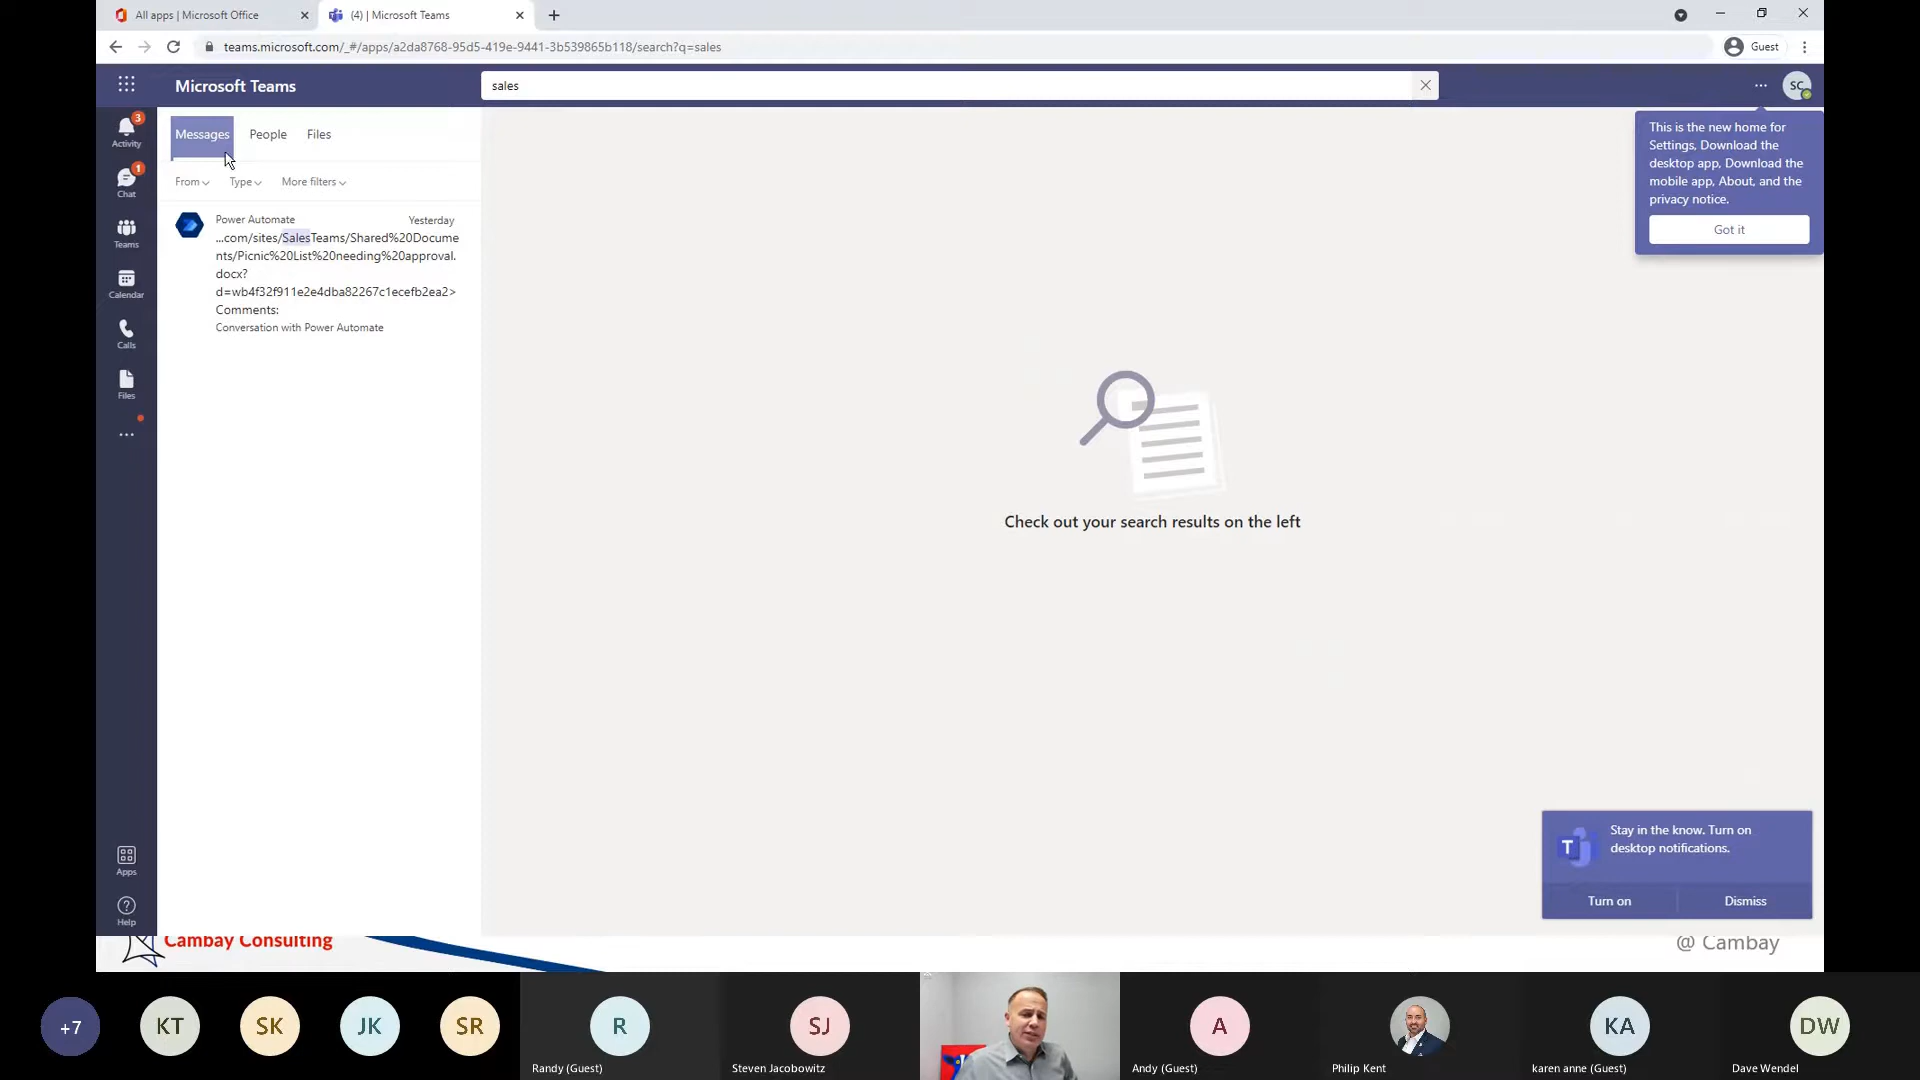 All apps | Microsoft Office
(4) | Microsoft Teams
teams.microsoft.com/_#/apps/a2da8768-95d5-419e-9441-3b539865b118/search?q=sales
Guest
Microsoft Teams
sales
SC
3
Activity
1
Chat
Teams
Calendar
Calls
Files
Apps
Help
Messages
People
Files
From
Type
More filters
Power Automate
Yesterday
...com/sites/SalesTeams/Shared%20Docume
nts/Picnic%20List%20needing%20approval.
docx?
d=wb4f32f911e2e4dba82267c1ecefb2ea2>
Comments:
Conversation with Power Automate
Check out your search results on the left
This is the new home for
Settings, Download the
desktop app, Download the
mobile app, About, and the
privacy notice.
Got it
T
Stay in the know. Turn on
desktop notifications.
Turn on
Dismiss
Cambay Consulting
@ Cambay
+7
KT
SK
JK
SR
R
Randy (Guest)
SJ
Steven Jacobowitz
A
Andy (Guest)
Philip Kent
KA
karen anne (Guest)
DW
Dave Wendel